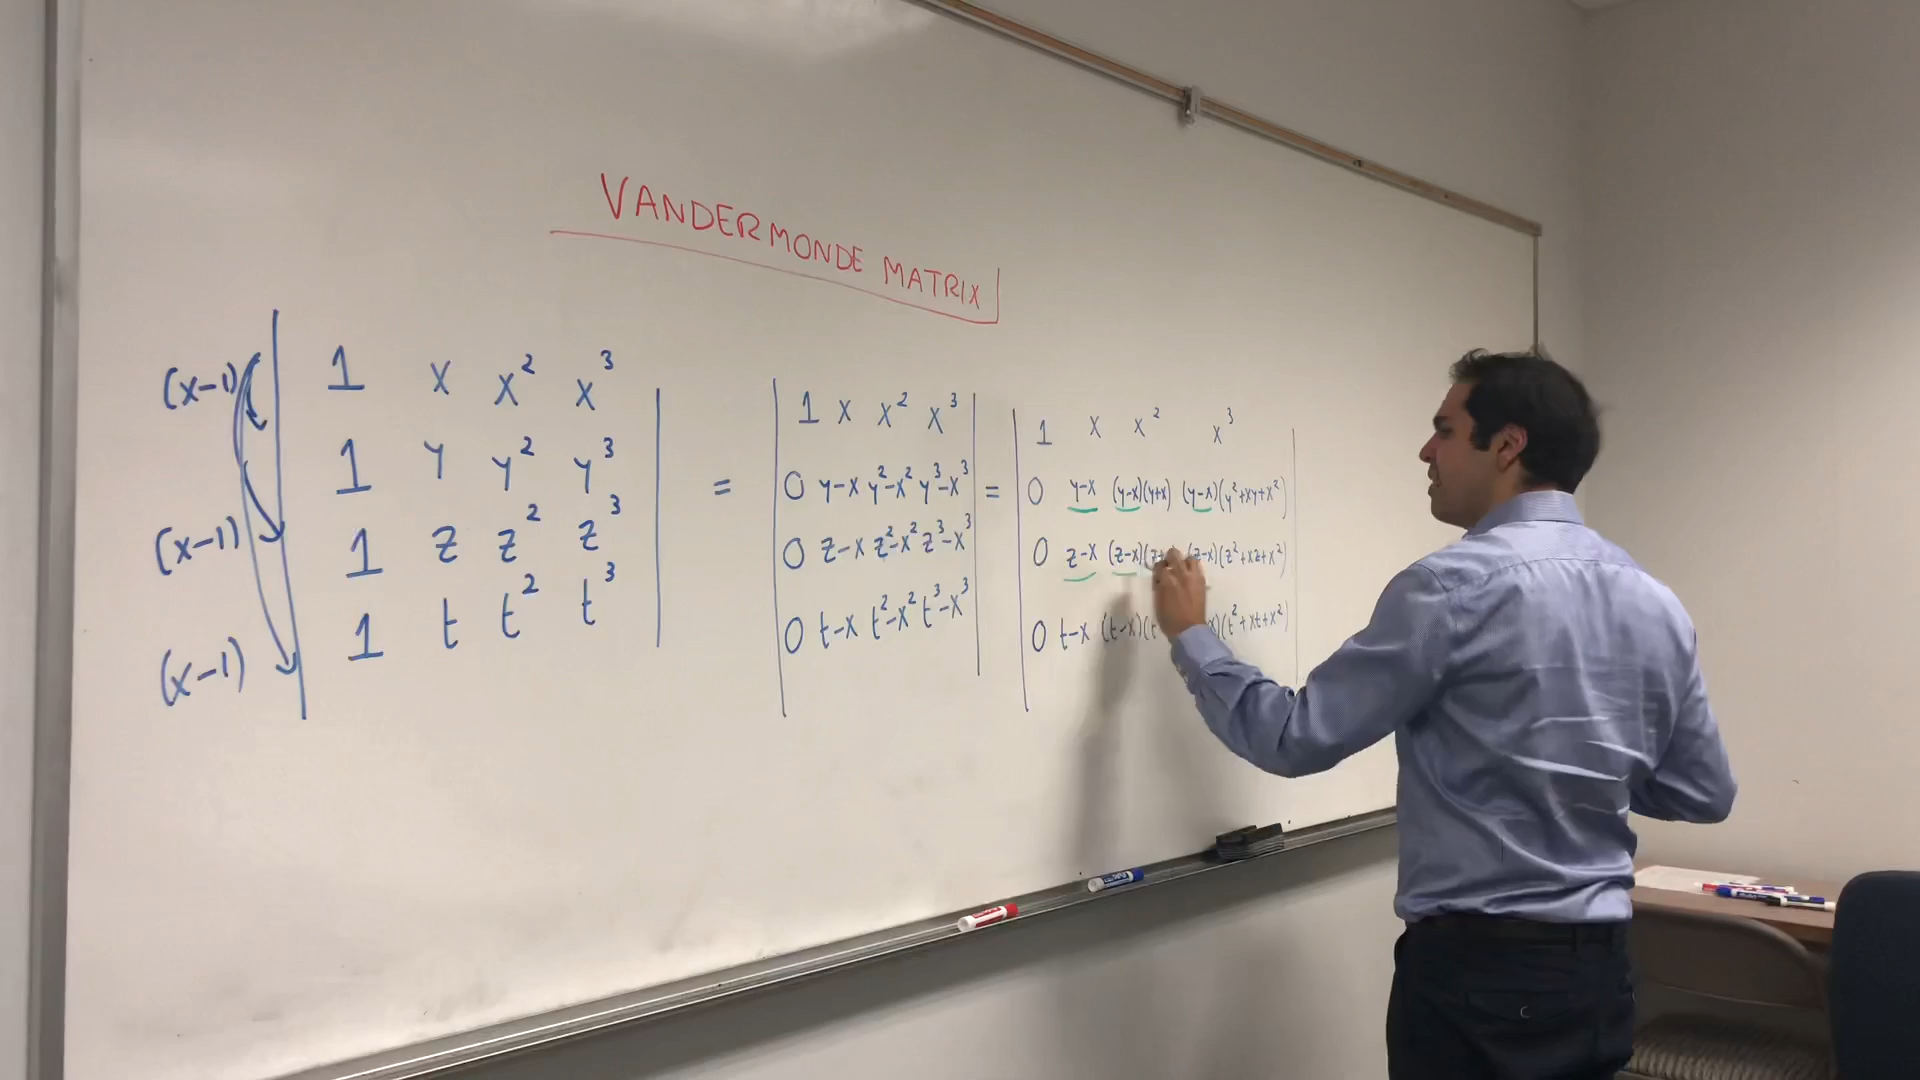 VANDERMONDE MATRIX
(x-1) 1 x x² x³
1 y y² y³
(x-1) 1 z z² z³
(x-1) 1 t t² t³
=
1 x x² x³
0 y-x y²-x² y³-x³
0 z-x z²-x² z³-x³
0 t-x t²-x² t³-x³
=
1 x x² x³
0 y-x (y-x)(y+x) (y-x)(y²+xy+x²)
0 z-x (z-x)(z+ z-x)(z²+xz+x²)
0 t-x (t-x)(t x)(t²+xt+x²)